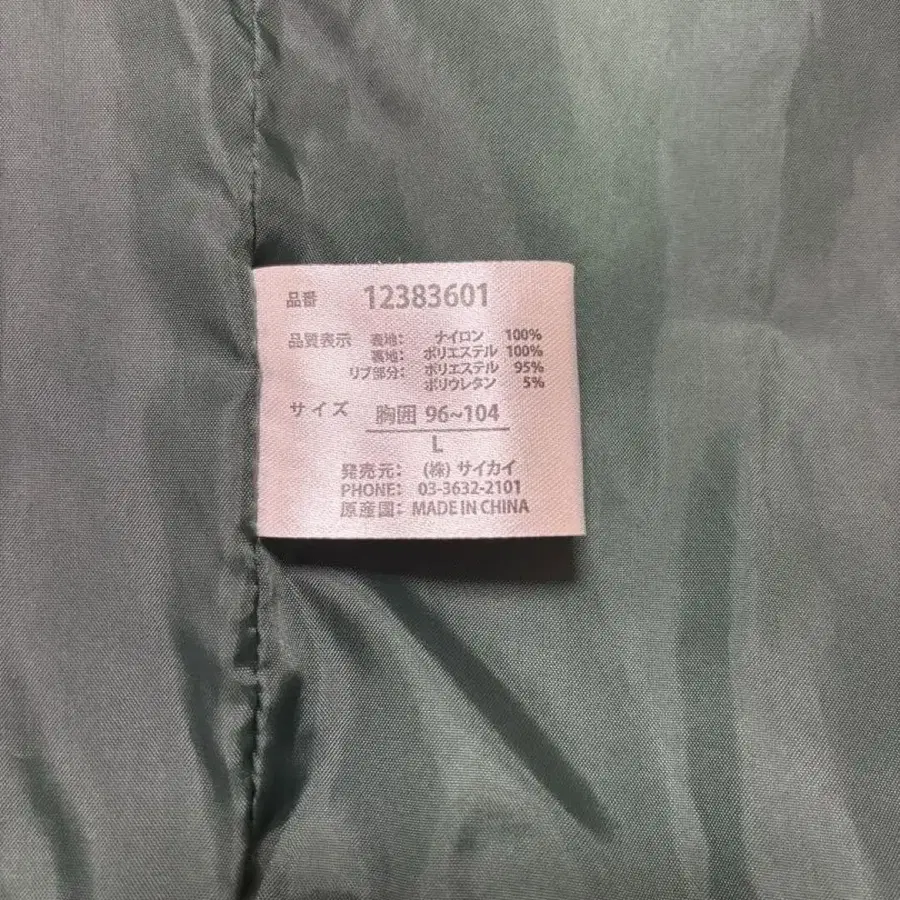 品番 12383601
品質表示 表地: ナイロン 100%
裏地: ポリエステル 100%
リブ部分: ポリエステル 95%
ポリウレタン 5%
サイズ 胸囲 96~104
L
発売元: (株) サイカイ
PHONE: 03-3632-2101
原産国: MADE IN CHINA